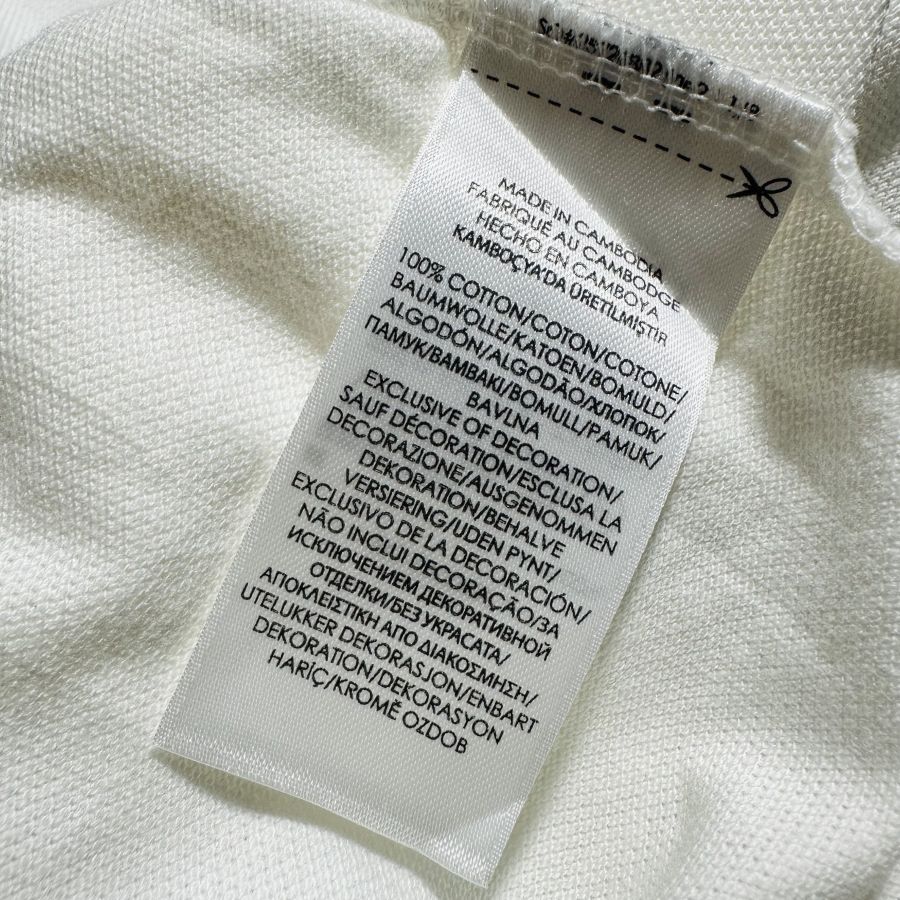 MADE IN CAMBODIA
FABRIQUÉ AU CAMBODGE
HECHO EN CAMBOYA
KAMBOÇYA'DA ÜRETILMIŞTIR
100% COTTON/COTON/COTONE/
BAUMWOLLE/KATOEN/BOMULD/
ALGODÓN/ALGODÃO/ХЛОПОК/
ПАМУК/BAMBAKI/BOMULL/PAMUK/
BAVLNA
EXCLUSIVE OF DECORATION/
SAUF DÉCORATION/ESCLUSA LA
DECORAZIONE/AUSGENOMMEN
DEKORATION/BEHALVE
VERSIERING/UDEN PYNT/
EXCLUSIVO DE LA DECORACIÓN/
NÃO INCLUI DECORAÇÃO/ЗА
ИСКЛЮЧЕНИЕМ ДЕКОРАТИВНОЙ
ОТДЕЛКИ/БЕЗ УКРАСАТА/
ΑΠΟΚΛΕΙΣΤΙΚΗ ΑΠΟ ΔΙΑΚΟΣΜΗΣΗ/
UTELUKKER DEKORASJON/ENBART
DEKORATION/DEKORASYON
HARIÇ/KROMĚ OZDOB